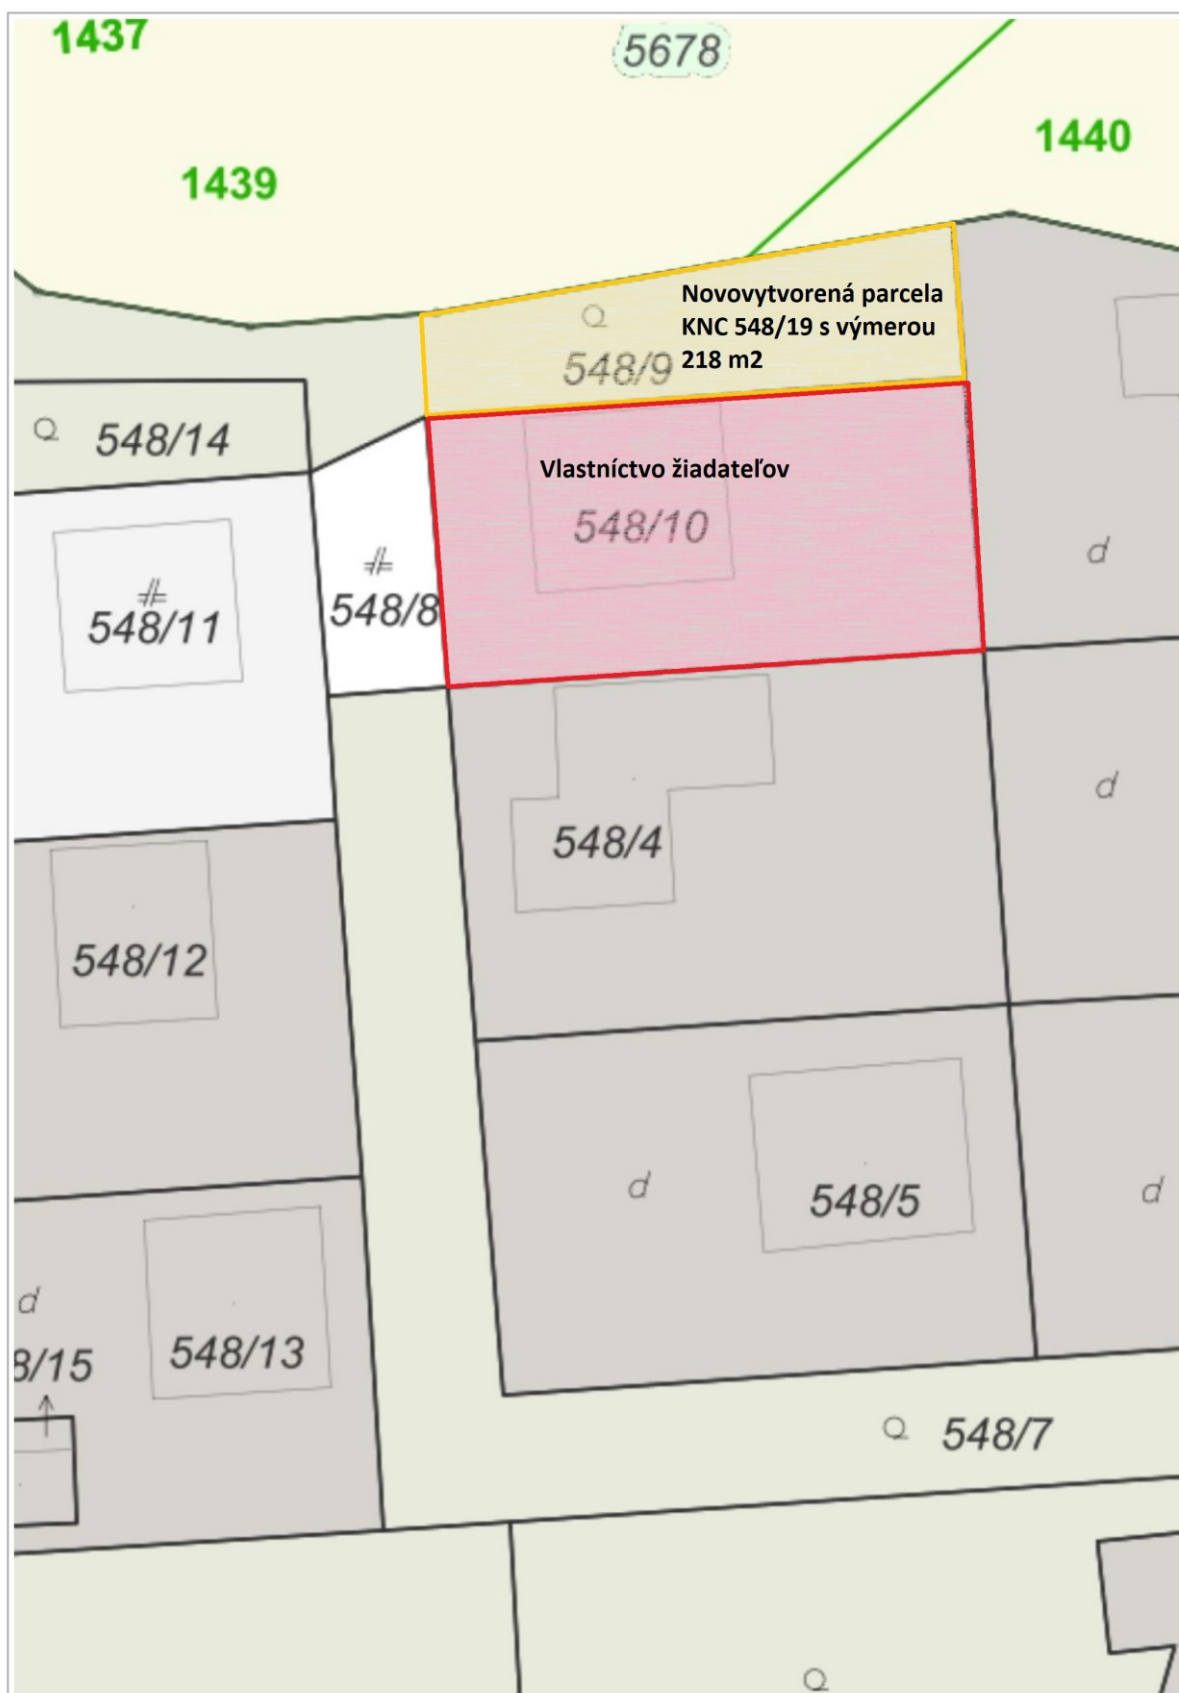 1437
5678
1440
1439
Novovytvorená parcela
KNC 548/19 s výmerou
218 m2
548/9
548/14
Vlastníctvo žiadateľov
548/10
d
548/8
548/11
d
548/4
548/12
d
548/5
d
d
8/15
548/13
548/7